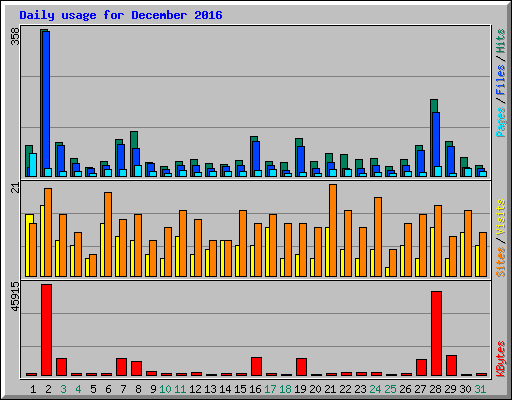 Daily usage for December 2016
358
Pages / Files / Hits
21
Sites / Visits
45915
KBytes
1 2 3 4 5 6 7 8 9 10 11 12 13 14 15 16 17 18 19 20 21 22 23 24 25 26 27 28 29 30 31